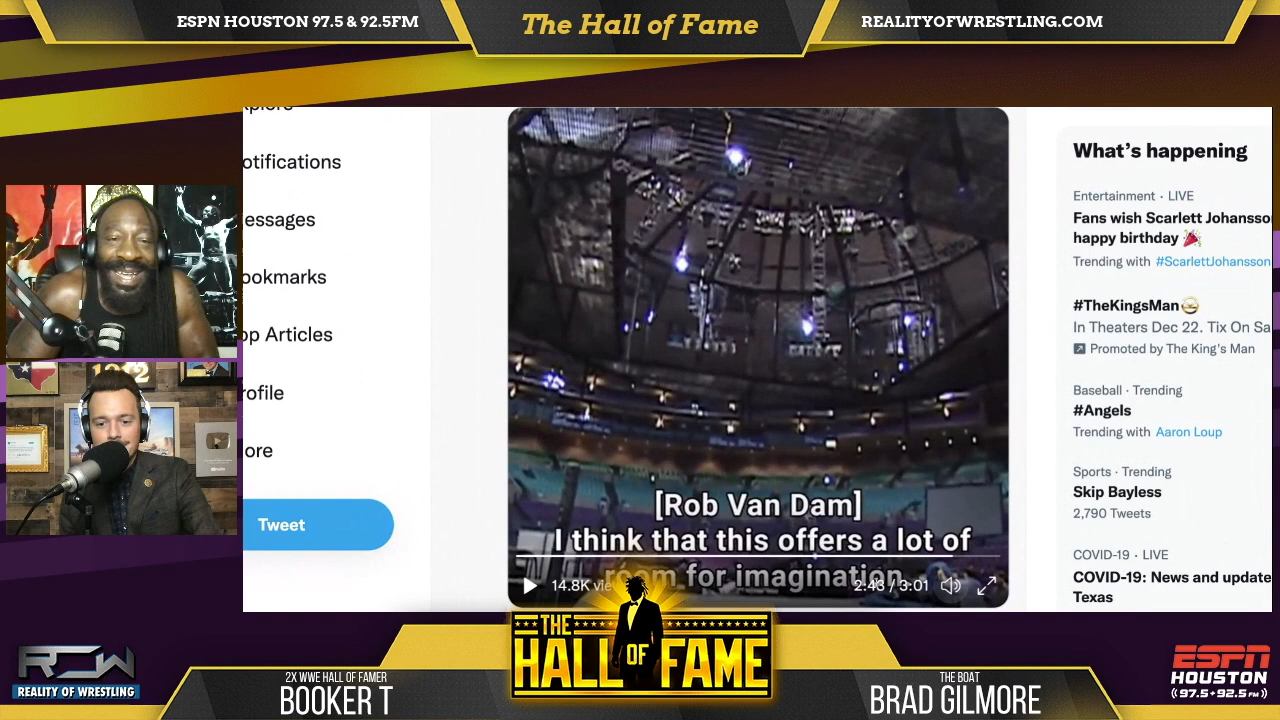 ESPN HOUSTON 97.5 & 92.5FM
The Hall of Fame
REALITYOFWRESTLING.COM
otifications
essages
ookmarks
op Articles
rofile
ore
Tweet
[Rob Van Dam]
I think that this offers a lot of
room for imagination
14.8K vie
2:43 / 3:01
What's happening
Entertainment · LIVE
Fans wish Scarlett Johansso
happy birthday 🎉
Trending with #ScarlettJohansson
#TheKingsMan
In Theaters Dec 22. Tix On Sa
Promoted by The King's Man
Baseball · Trending
#Angels
Trending with Aaron Loup
Sports · Trending
Skip Bayless
2,790 Tweets
COVID-19 · LIVE
COVID-19: News and update
Texas
ROW
REALITY OF WRESTLING
2X WWE HALL OF FAMER
BOOKER T
THE
HALL OF FAME
THE BOAT
BRAD GILMORE
ESPN
HOUSTON
97.5 + 92.5 FM